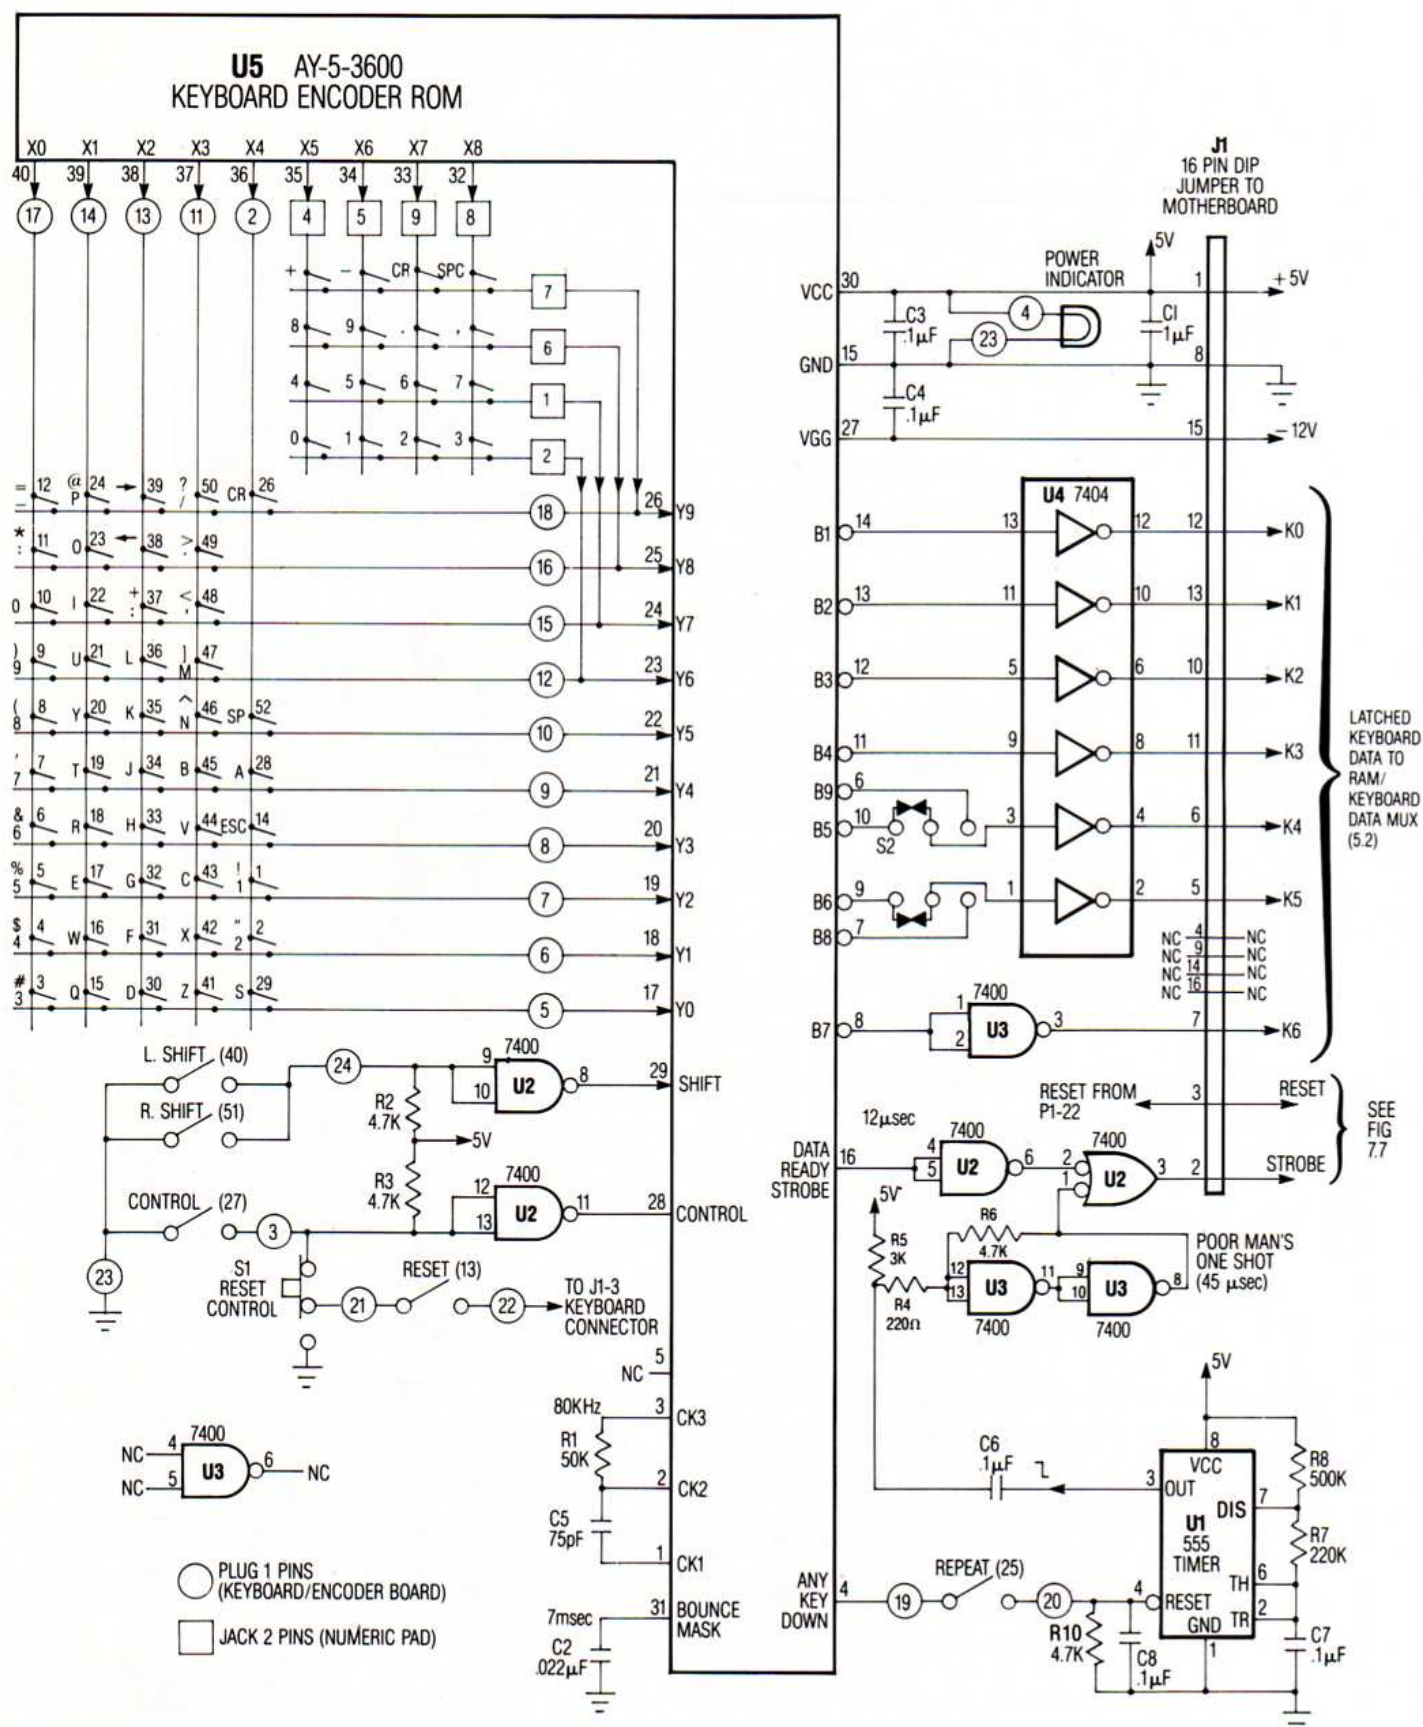 U5 AY-5-3600
KEYBOARD ENCODER ROM
X0 X1 X2 X3 X4 X5 X6 X7 X8
40 39 38 37 36 35 34 33 32
17 14 13 11 2 4 5 9 8
+ - CR SPC 7
8 9 . , 6
4 5 6 7 1
0 1 2 3 2
= - 12 @ P 24 → 39 ? / 50 CR 26 18 26 Y9
* : 11 O 23 ← 38 > . 49 16 25 Y8
0 10 I 22 + : 37 < , 48 15 24 Y7
) 9 9 U 21 L 36 ] M 47 12 23 Y6
( 8 8 Y 20 K 35 ^ N 46 SP 52 10 22 Y5
' 7 7 T 19 J 34 B 45 A 28 9 21 Y4
& 6 6 R 18 H 33 V 44 ESC 14 8 20 Y3
% 5 5 E 17 G 32 C 43 ! 1 1 7 19 Y2
$ 4 4 W 16 F 31 X 42 " 2 2 6 18 Y1
# 3 3 Q 15 D 30 Z 41 S 29 5 17 Y0
L. SHIFT (40)
R. SHIFT (51)
24
9 10 7400 U2 8 29 SHIFT
R2
4.7K
5V
R3
4.7K
CONTROL (27)
3
12 13 7400 U2 11 28 CONTROL
23
S1
RESET
CONTROL
21
RESET (13)
22
TO J1-3
KEYBOARD
CONNECTOR
NC 5
80KHz 3 CK3
R1
50K
2 CK2
C5
75pF
1 CK1
7msec 31 BOUNCE
MASK
C2
.022µF
NC 4 7400
NC 5 U3 6 NC
PLUG 1 PINS
(KEYBOARD/ENCODER BOARD)
JACK 2 PINS (NUMERIC PAD)
J1
16 PIN DIP
JUMPER TO
MOTHERBOARD
5V
POWER
INDICATOR
VCC 30 1 +5V
C3
.1µF
4
23
C1
1µF
GND 15 8
C4
.1µF
VGG 27 15 -12V
U4 7404
B1 14 13 12 12 K0
B2 13 11 10 13 K1
B3 12 5 6 10 K2
B4 11 9 8 11 K3
B9 6
B5 10 S2 3 4 6 K4
B6 9 1 2 5 K5
B8 7
NC 4 NC
NC 9 NC
NC 14 NC
NC 16 NC
B7 8 1 2 7400 U3 3 7 K6
LATCHED
KEYBOARD
DATA TO
RAM/
KEYBOARD
DATA MUX
(5.2)
RESET FROM
P1-22
3 RESET
12µsec
DATA
READY
STROBE
16 4 5 7400 U2 6 2 1 7400 U2 3 2 STROBE
SEE
FIG
7.7
5V
R5
3K
R6
4.7K
R4
220Ω
12 13 U3 11 7400
9 10 U3 8 7400
POOR MAN'S
ONE SHOT
(45 µsec)
5V
C6
.1µF
3 OUT
8 VCC
DIS 7
U1
555
TIMER
TH 6
TR 2
4 RESET
GND
1
R8
500K
R7
220K
C7
.1µF
ANY
KEY
DOWN
4 19
REPEAT (25)
20
R10
4.7K
C8
.1µF